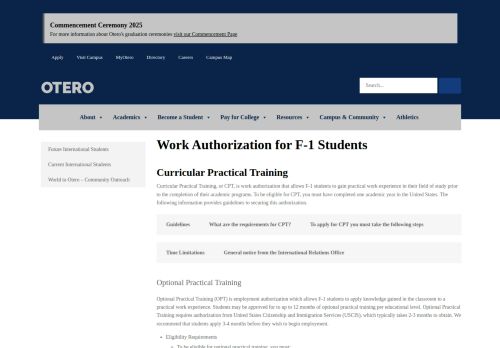 Commencement Ceremony 2025
For more information about Otero's graduation ceremonies visit our Commencement Page
Apply Visit Campus MyOtero Directory Careers Campus Map
OTERO
Search...
About Academics Become a Student Pay for College Resources Campus & Community Athletics
Future International Students
Current International Students
World to Otero – Community Outreach
Work Authorization for F-1 Students
Curricular Practical Training
Curricular Practical Training, or CPT, is work authorization that allows F-1 students to gain practical work experience in their field of study prior
to the completion of their academic programs. To be eligible for CPT, you must have completed one academic year in the United States. The
following information provides guidelines to securing this authorization.
Guidelines What are the requirements for CPT? To apply for CPT you must take the following steps
Time Limitations General notice from the International Relations Office
Optional Practical Training
Optional Practical Training (OPT) is employment authorization which allows F-1 students to apply knowledge gained in the classroom to a
practical work experience. Students may be approved for to up to 12 months of optional practical training per educational level. Optional Practical
Training requires authorization from United States Citizenship and Immigration Services (USCIS); which typically takes 2-3 months to obtain. We
recommend that students apply 3-4 months before they wish to begin employment.
Eligibility Requirements
To be eligible for optional practical training, you must: